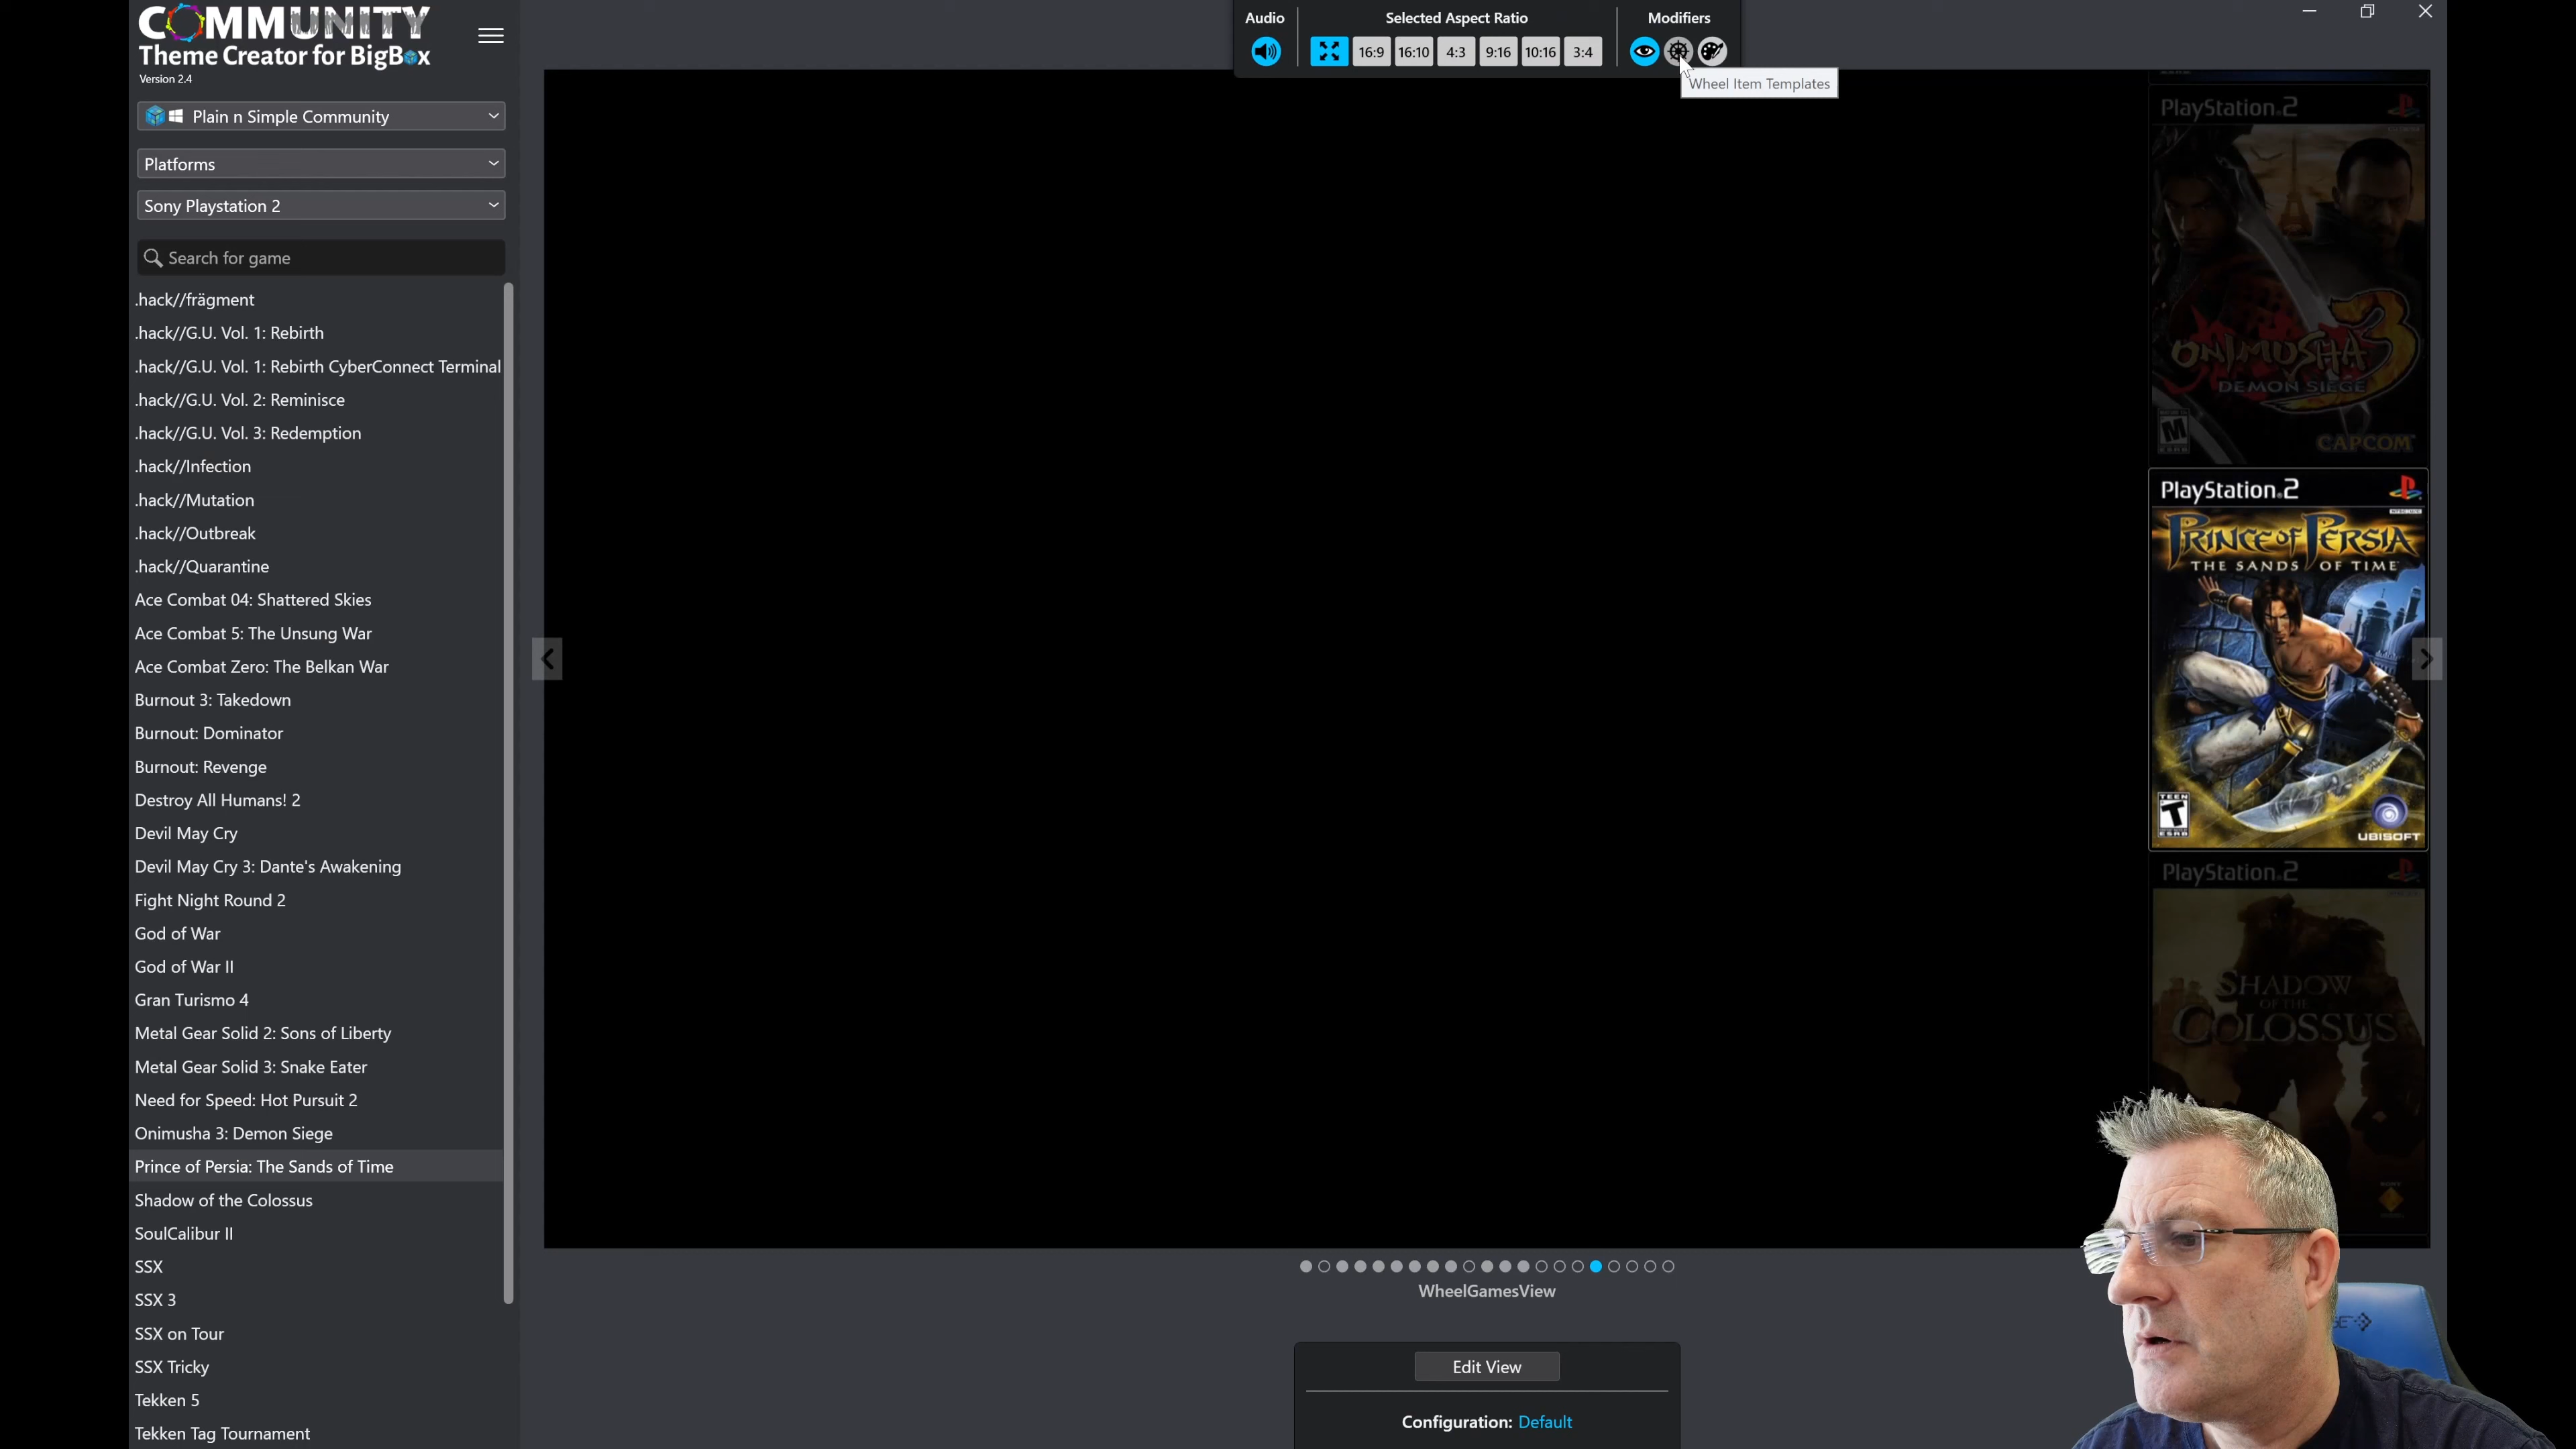 COMMUNITY
Theme Creator for BigBox
Version 2.4
Plain n Simple Community
Platforms
Sony Playstation 2
Search for game
.hack//frägment
.hack//G.U. Vol. 1: Rebirth
.hack//G.U. Vol. 1: Rebirth CyberConnect Terminal
.hack//G.U. Vol. 2: Reminisce
.hack//G.U. Vol. 3: Redemption
.hack//Infection
.hack//Mutation
.hack//Outbreak
.hack//Quarantine
Ace Combat 04: Shattered Skies
Ace Combat 5: The Unsung War
Ace Combat Zero: The Belkan War
Burnout 3: Takedown
Burnout: Dominator
Burnout: Revenge
Destroy All Humans! 2
Devil May Cry
Devil May Cry 3: Dante's Awakening
Fight Night Round 2
God of War
God of War II
Gran Turismo 4
Metal Gear Solid 2: Sons of Liberty
Metal Gear Solid 3: Snake Eater
Need for Speed: Hot Pursuit 2
Onimusha 3: Demon Siege
Prince of Persia: The Sands of Time
Shadow of the Colossus
SoulCalibur II
SSX
SSX 3
SSX on Tour
SSX Tricky
Tekken 5
Tekken Tag Tournament
Audio
Selected Aspect Ratio
Modifiers
16:9 16:10 4:3 9:16 10:16 3:4
Wheel Item Templates
PlayStation.2
ONIMUSHA 3
DEMON SIEGE
M
CAPCOM
PlayStation.2
PRINCE OF PERSIA
THE SANDS OF TIME
TEEN
T
ESRB
UBISOFT
PlayStation.2
SHADOW
OF THE
COLOSSUS
WheelGamesView
Edit View
Configuration: Default